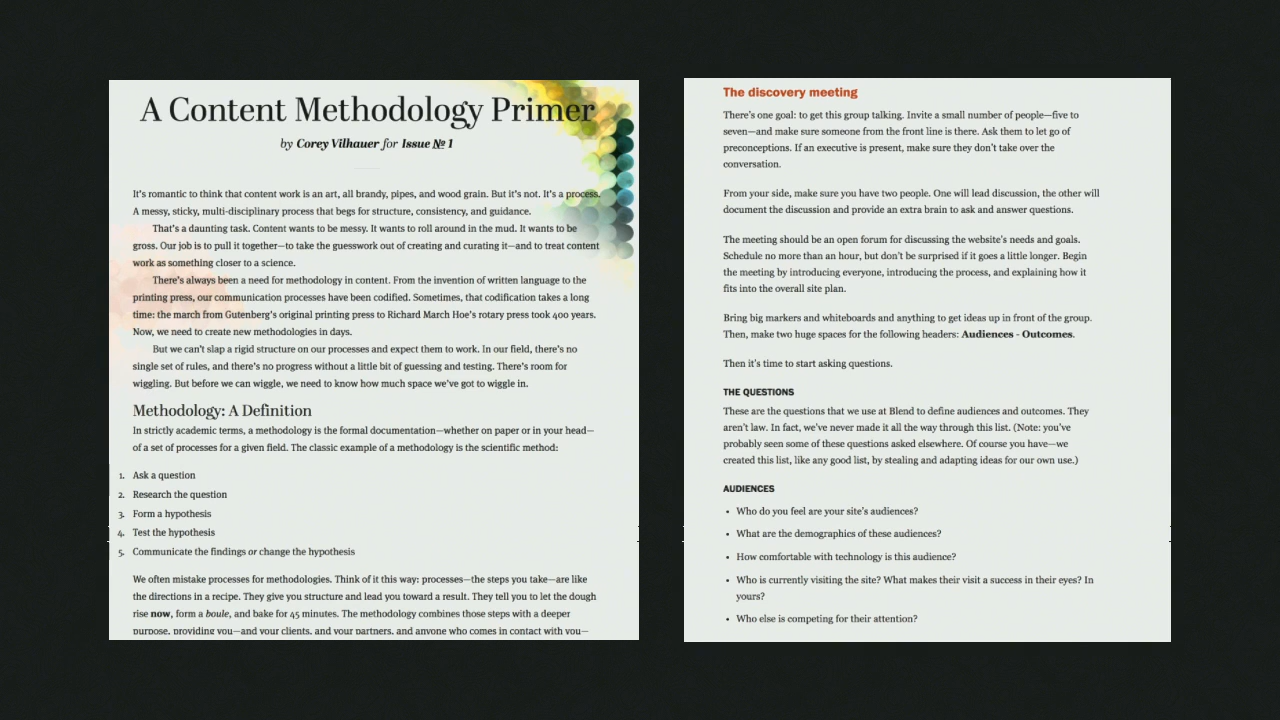 A Content Methodology Primer
by Corey Vilhauer for Issue № 1
It's romantic to think that content work is an art, all brandy, pipes, and wood grain. But it's not. It's a process.
A messy, sticky, multi-disciplinary process that begs for structure, consistency, and guidance.
That's a daunting task. Content wants to be messy. It wants to roll around in the mud. It wants to be
gross. Our job is to pull it together—to take the guesswork out of creating and curating it—and to treat content
work as something closer to a science.
There's always been a need for methodology in content. From the invention of written language to the
printing press, our communication processes have been codified. Sometimes, that codification takes a long
time: the march from Gutenberg's original printing press to Richard March Hoe's rotary press took 400 years.
Now, we need to create new methodologies in days.
But we can't slap a rigid structure on our processes and expect them to work. In our field, there's no
single set of rules, and there's no progress without a little bit of guessing and testing. There's room for
wiggling. But before we can wiggle, we need to know how much space we've got to wiggle in.
Methodology: A Definition
In strictly academic terms, a methodology is the formal documentation—whether on paper or in your head—
of a set of processes for a given field. The classic example of a methodology is the scientific method:
1. Ask a question
2. Research the question
3. Form a hypothesis
4. Test the hypothesis
5. Communicate the findings or change the hypothesis
We often mistake processes for methodologies. Think of it this way: processes—the steps you take—are like
the directions in a recipe. They give you structure and lead you toward a result. They tell you to let the dough
rise now, form a boule, and bake for 45 minutes. The methodology combines those steps with a deeper
purpose, providing you—and your clients, and your partners, and anyone who comes in contact with you—
The discovery meeting
There's one goal: to get this group talking. Invite a small number of people—five to
seven—and make sure someone from the front line is there. Ask them to let go of
preconceptions. If an executive is present, make sure they don't take over the
conversation.
From your side, make sure you have two people. One will lead discussion, the other will
document the discussion and provide an extra brain to ask and answer questions.
The meeting should be an open forum for discussing the website's needs and goals.
Schedule no more than an hour, but don't be surprised if it goes a little longer. Begin
the meeting by introducing everyone, introducing the process, and explaining how it
fits into the overall site plan.
Bring big markers and whiteboards and anything to get ideas up in front of the group.
Then, make two huge spaces for the following headers: Audiences - Outcomes.
Then it's time to start asking questions.
THE QUESTIONS
These are the questions that we use at Blend to define audiences and outcomes. They
aren't law. In fact, we've never made it all the way through this list. (Note: you've
probably seen some of these questions asked elsewhere. Of course you have—we
created this list, like any good list, by stealing and adapting ideas for our own use.)
AUDIENCES
• Who do you feel are your site's audiences?
• What are the demographics of these audiences?
• How comfortable with technology is this audience?
• Who is currently visiting the site? What makes their visit a success in their eyes? In
yours?
• Who else is competing for their attention?